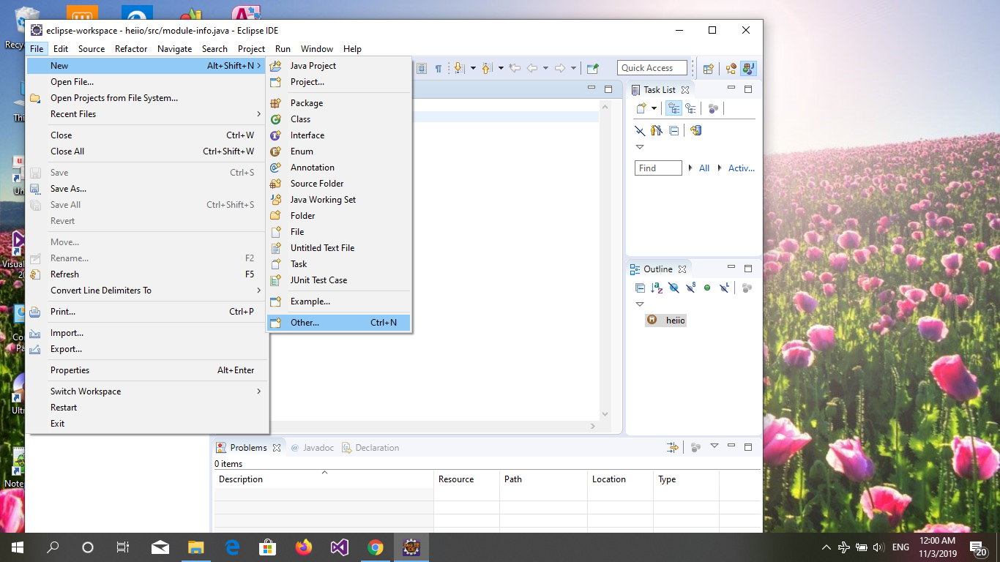 eclipse-workspace - heiio/src/module-info.java - Eclipse IDE
File Edit Source Refactor Navigate Search Project Run Window Help
New Alt+Shift+N
Open File...
Open Projects from File System...
Recent Files
Close Ctrl+W
Close All Ctrl+Shift+W
Save Ctrl+S
Save As...
Save All Ctrl+Shift+S
Revert
Move...
Rename... F2
Refresh F5
Convert Line Delimiters To
Print... Ctrl+P
Import...
Export...
Properties Alt+Enter
Switch Workspace
Restart
Exit
Java Project
Project...
Package
Class
Interface
Enum
Annotation
Source Folder
Java Working Set
Folder
File
Untitled Text File
Task
JUnit Test Case
Example...
Other... Ctrl+N
Quick Access
Task List
Find All Activ...
Outline
heiio
Problems Javadoc Declaration
0 items
Description Resource Path Location Type
Recy
Thi
Un
Visual
20
Co
Pa
Ultr
Note
ENG
12:00 AM
11/3/2019
20